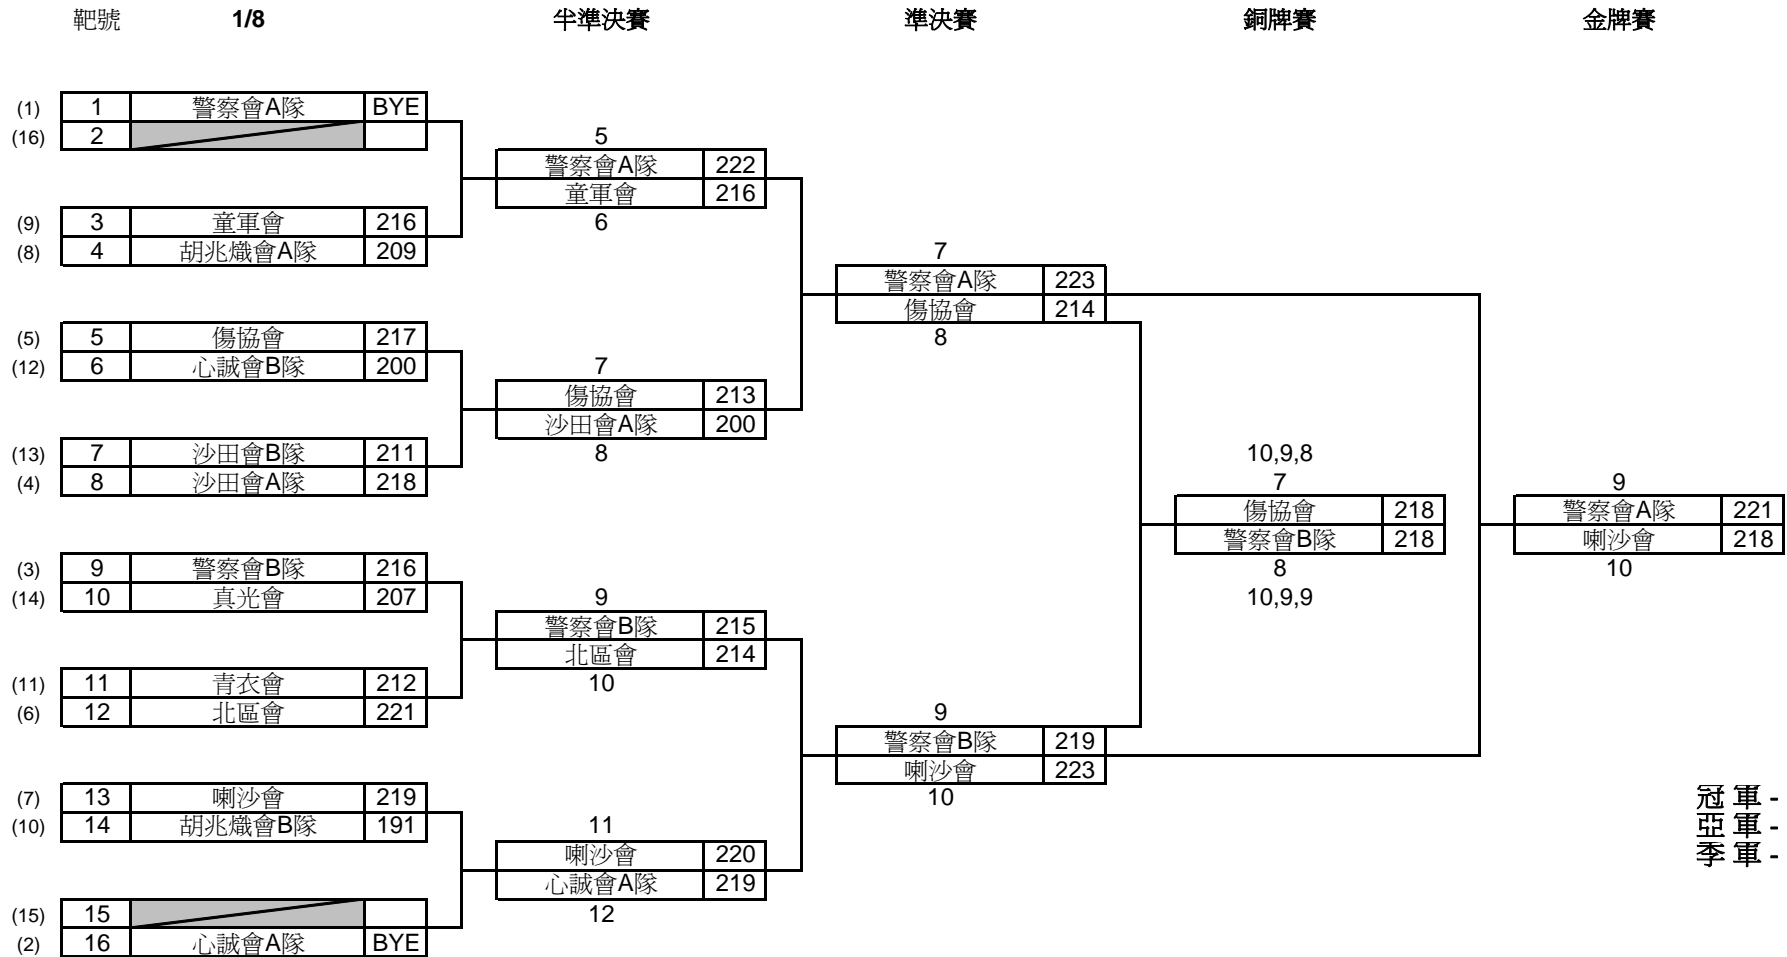 靶號 1/8 半準決賽 準決賽 銅牌賽 金牌賽
(1) 1 警察會A隊 BYE
(16) 2 5
警察會A隊 222
童軍會 216
(9) 3 童軍會 216 6
(8) 4 胡兆熾會A隊 209 7
警察會A隊 223
傷協會 214
(5) 5 傷協會 217 8
(12) 6 心誠會B隊 200 7
傷協會 213
沙田會A隊 200
(13) 7 沙田會B隊 211 8 10,9,8
(4) 8 沙田會A隊 218 7 9
傷協會 218 警察會A隊 221
警察會B隊 218 喇沙會 218
(3) 9 警察會B隊 216 8 10
(14) 10 真光會 207 9 10,9,9
警察會B隊 215
北區會 214
(11) 11 青衣會 212 10
(6) 12 北區會 221 9
警察會B隊 219
喇沙會 223
(7) 13 喇沙會 219 10 冠 軍 -
(10) 14 胡兆熾會B隊 191 11 亞 軍 -
喇沙會 220 季 軍 -
心誠會A隊 219
(15) 15 12
(2) 16 心誠會A隊 BYE